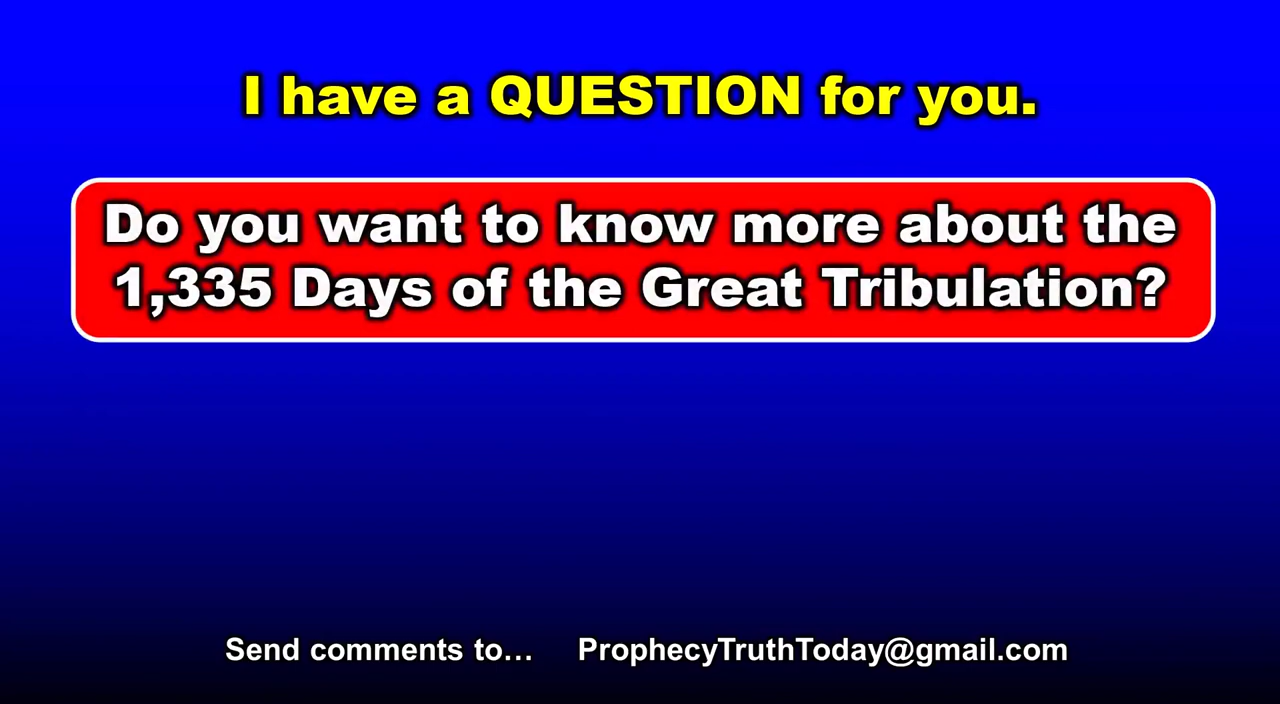 I have a QUESTION for you.
Do you want to know more about the
1,335 Days of the Great Tribulation?
Send comments to… ProphecyTruthToday@gmail.com